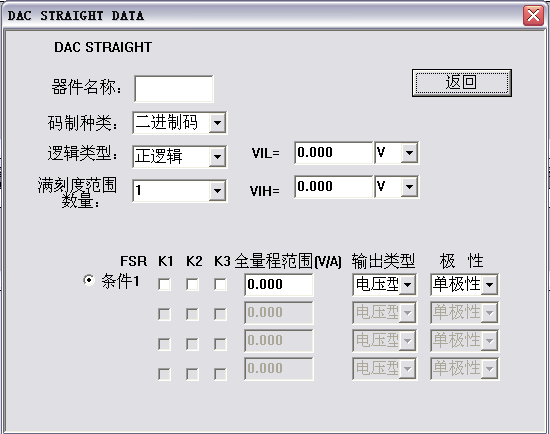 DAC STRAIGHT DATA
DAC STRAIGHT
器件名称： 返回
码制种类： 二进制码
逻辑类型： 正逻辑 VIL= 0.000 V
满刻度范围
数量： 1 VIH= 0.000 V
FSR K1 K2 K3 全量程范围(V/A) 输出类型 极 性
条件1 0.000 电压型 单极性
0.000 电压型 单极性
0.000 电压型 单极性
0.000 电压型 单极性